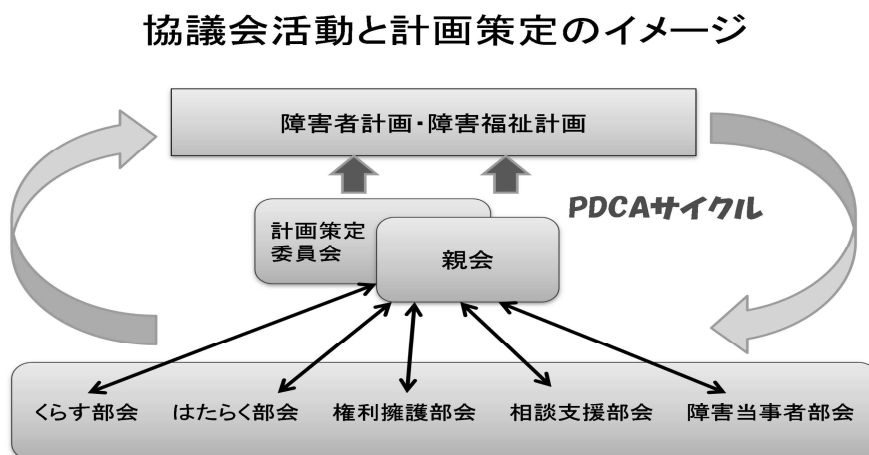 協議会活動と計画策定のイメージ
障害者計画・障害福祉計画
PDCAサイクル
計画策定
委員会
親会
くらす部会
はたらく部会
権利擁護部会
相談支援部会
障害当事者部会